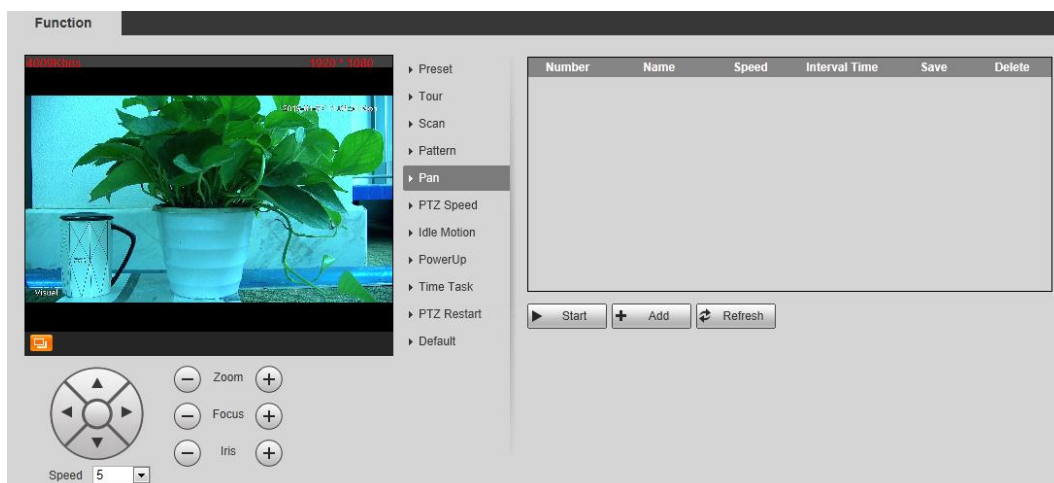 Function
4009Kbps 1920 * 1080
Visual
Preset
Tour
Scan
Pattern
Pan
PTZ Speed
Idle Motion
PowerUp
Time Task
PTZ Restart
Default
Number Name Speed Interval Time Save Delete
Start Add Refresh
Zoom
Focus
Iris
Speed 5